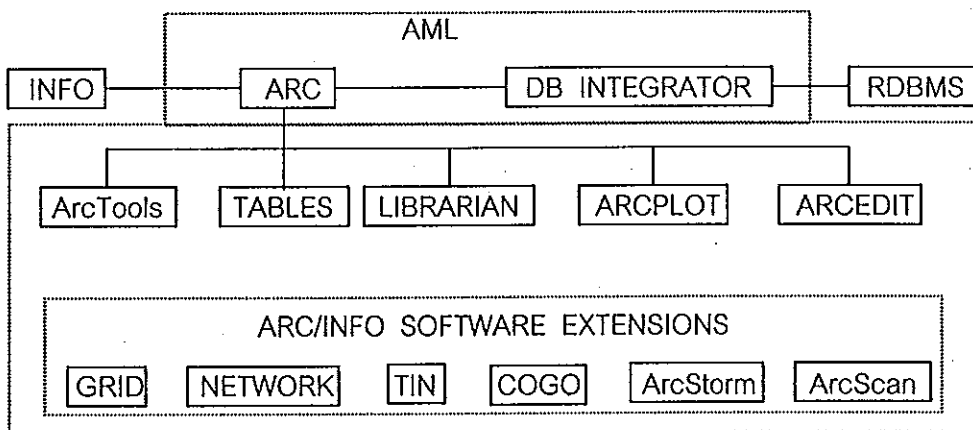 AML
INFO ARC DB INTEGRATOR RDBMS
ArcTools TABLES LIBRARIAN ARCPLOT ARCEDIT
ARC/INFO SOFTWARE EXTENSIONS
GRID NETWORK TIN COGO ArcStorm ArcScan